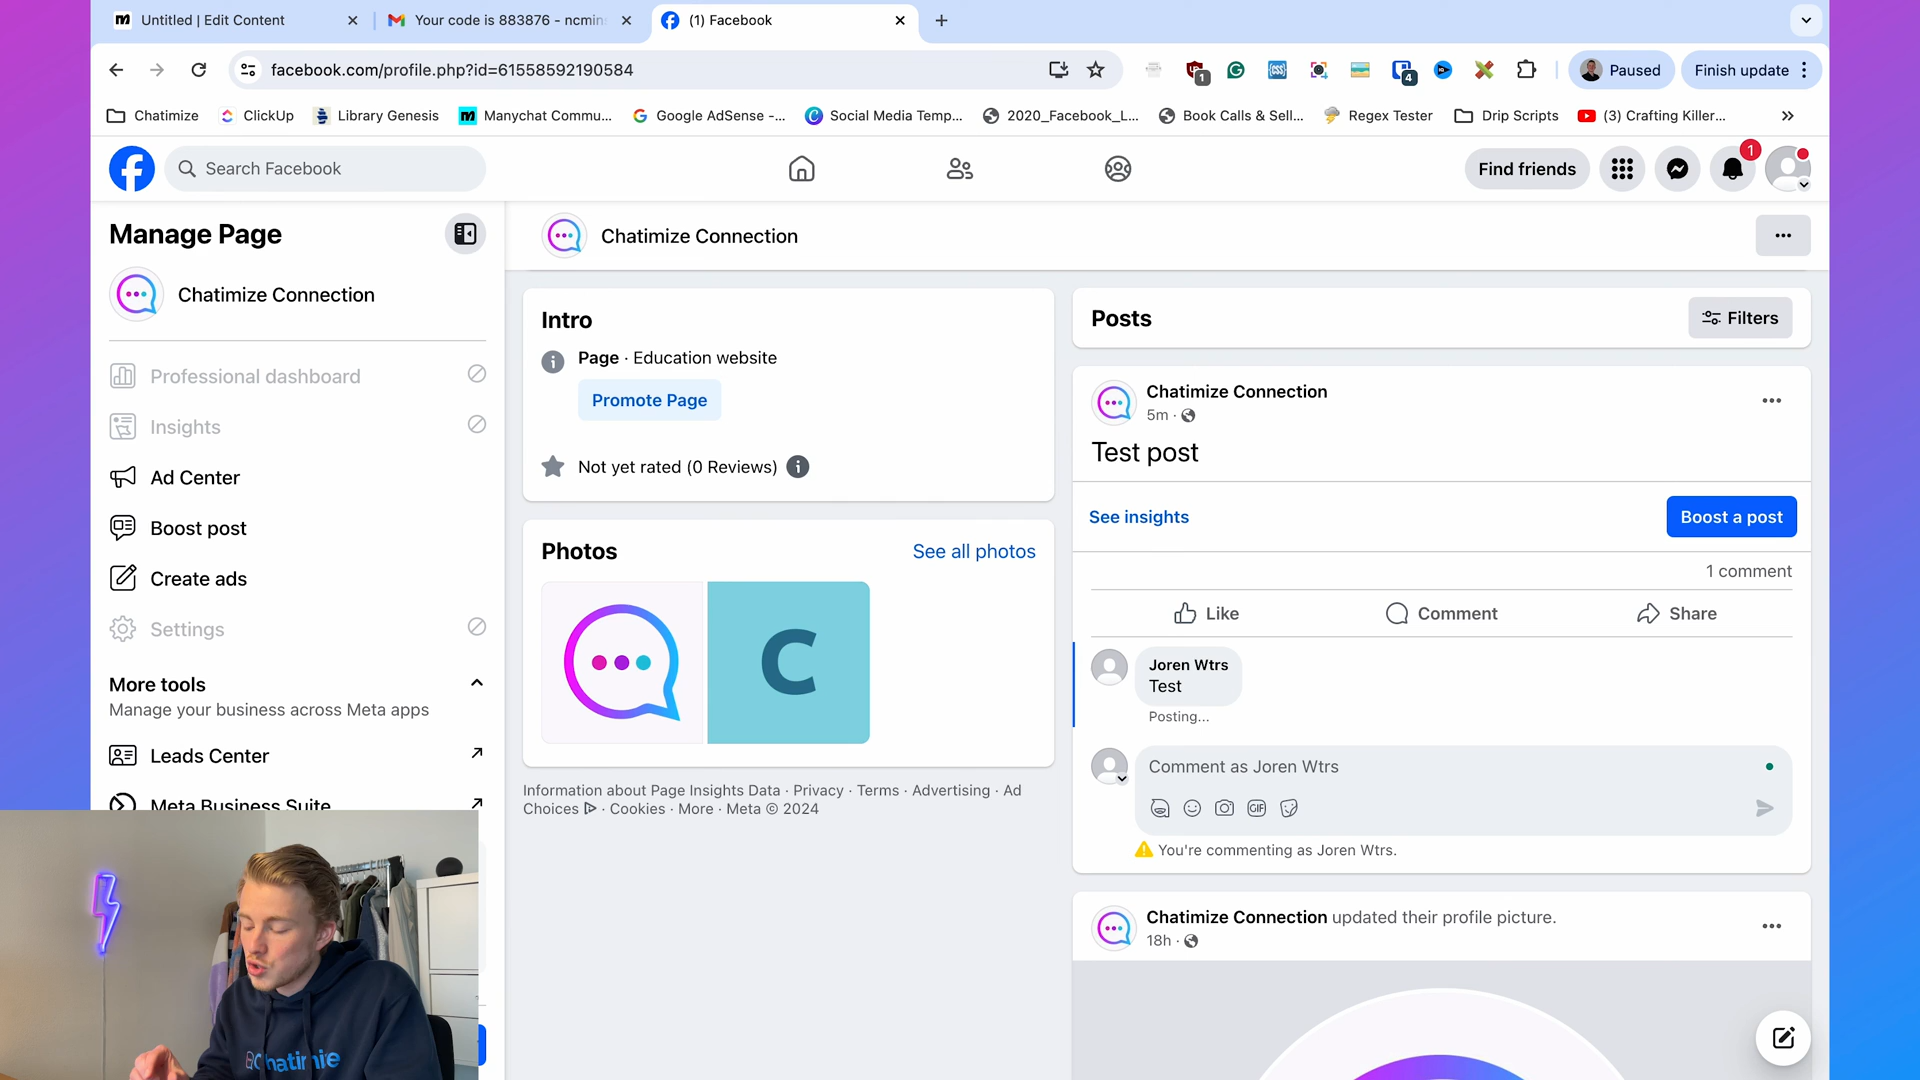 Untitled | Edit Content
Your code is 883876 - ncmin
(1) Facebook
facebook.com/profile.php?id=61558592190584
1
4
Paused
Finish update
Chatimize
ClickUp
Library Genesis
Manychat Commu...
Google AdSense -...
Social Media Temp...
2020_Facebook_L...
Book Calls & Sell...
Regex Tester
Drip Scripts
(3) Crafting Killer...
Search Facebook
Find friends
1
Manage Page
Chatimize Connection
Professional dashboard
Insights
Ad Center
Boost post
Create ads
Settings
More tools
Manage your business across Meta apps
Leads Center
Meta Business Suite
Chatimize Connection
Intro
Page · Education website
Promote Page
Not yet rated (0 Reviews)
Photos
See all photos
C
Information about Page Insights Data · Privacy · Terms · Advertising · Ad
Choices · Cookies · More · Meta © 2024
Posts
Filters
Chatimize Connection
5m ·
Test post
See insights
Boost a post
1 comment
Like
Comment
Share
Joren Wtrs
Test
Posting...
Comment as Joren Wtrs
GIF
You're commenting as Joren Wtrs.
Chatimize Connection updated their profile picture.
18h ·